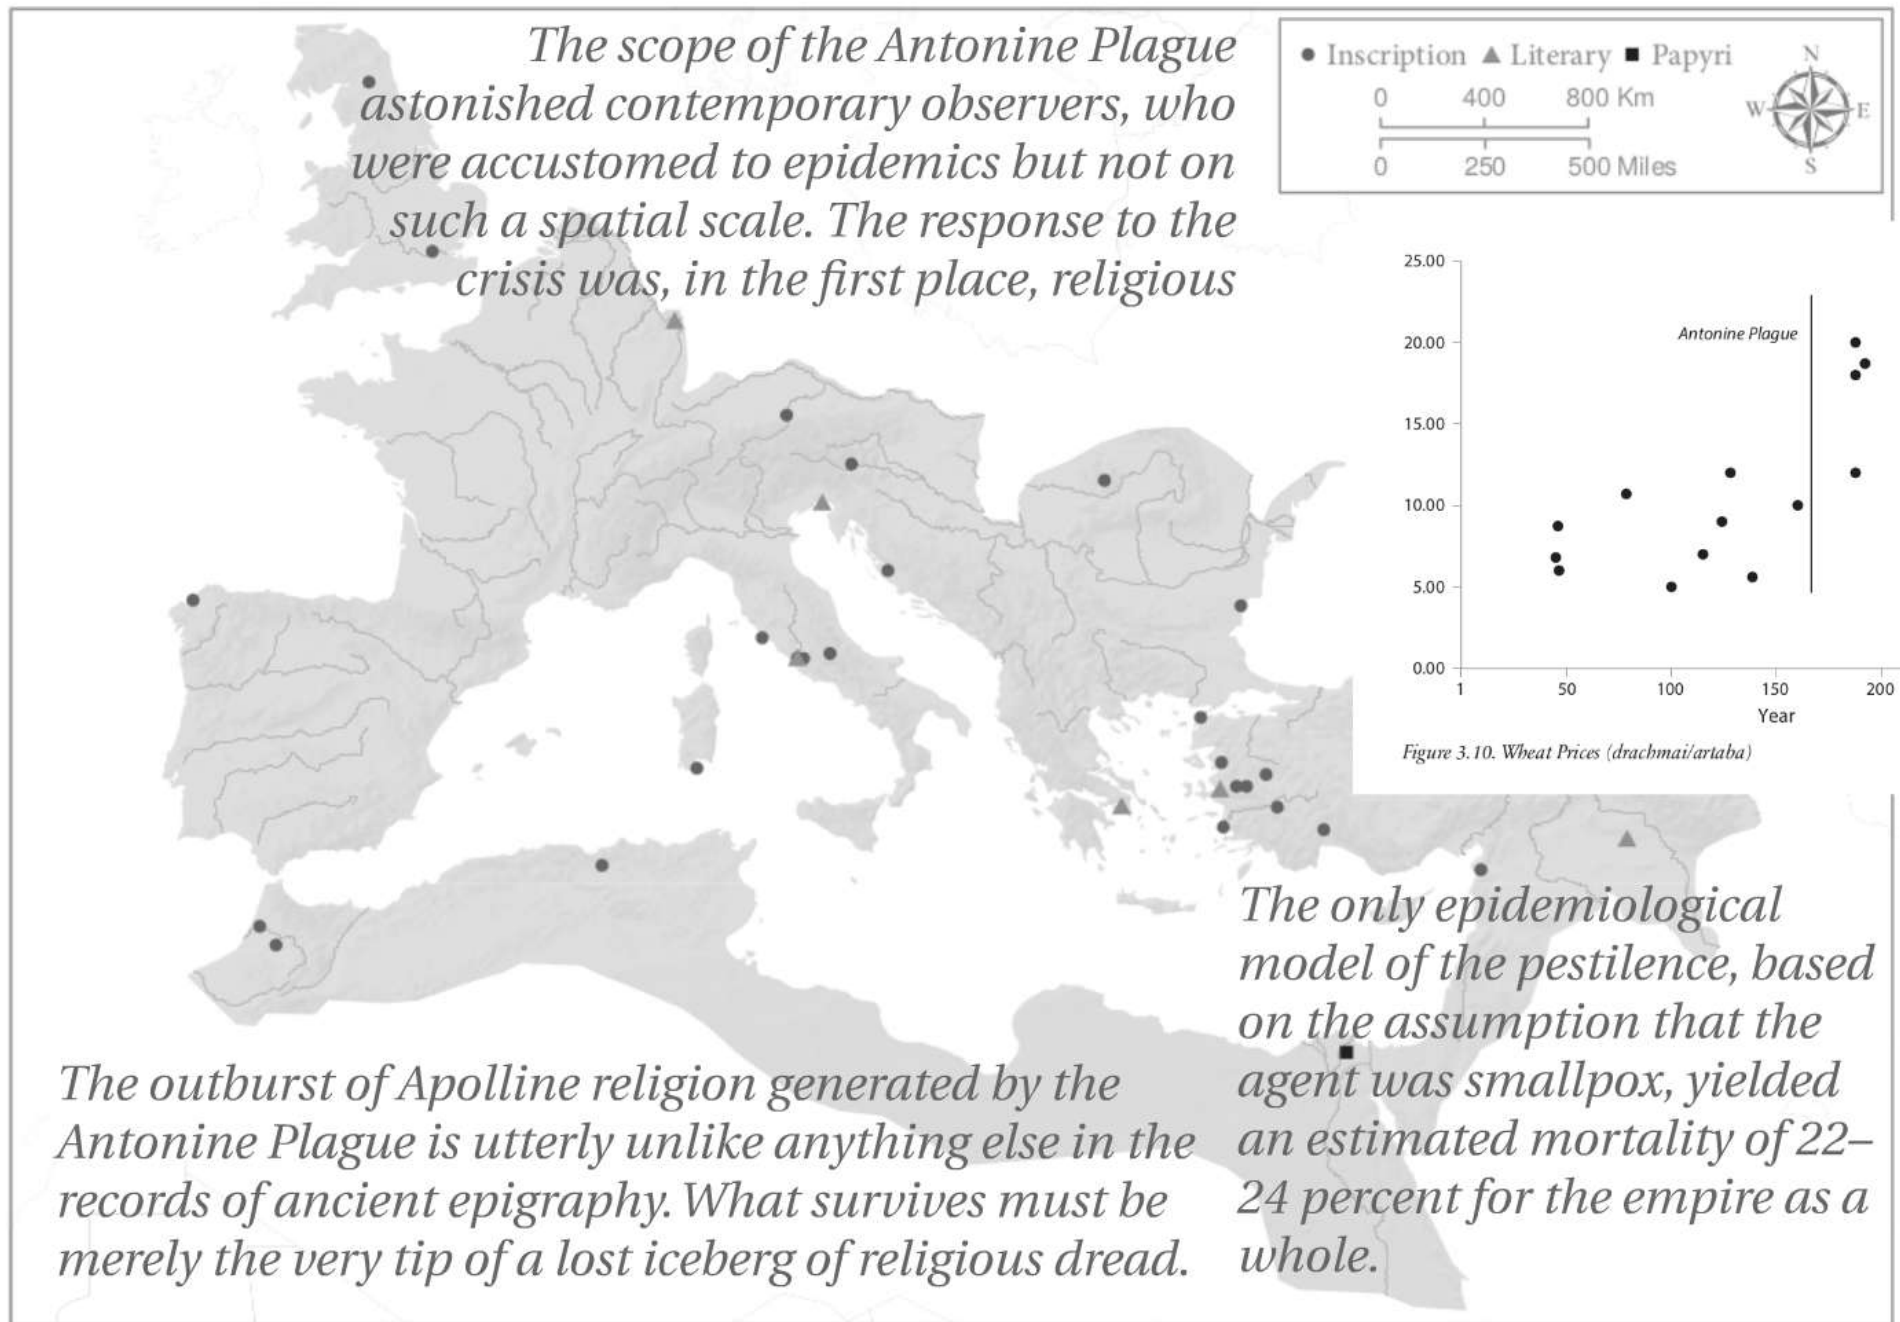 The scope of the Antonine Plague
astonished contemporary observers, who
were accustomed to epidemics but not on
such a spatial scale. The response to the
crisis was, in the first place, religious
Inscription Literary Papyri
0 400 800 Km
0 250 500 Miles
N
W E
S
25.00
20.00
15.00
10.00
5.00
0.00
Antonine Plague
1 50 100 150 200
Year
Figure 3.10. Wheat Prices (drachmai/artaba)
The only epidemiological
model of the pestilence, based
on the assumption that the
agent was smallpox, yielded
an estimated mortality of 22–
24 percent for the empire as a
whole.
The outburst of Apolline religion generated by the
Antonine Plague is utterly unlike anything else in the
records of ancient epigraphy. What survives must be
merely the very tip of a lost iceberg of religious dread.